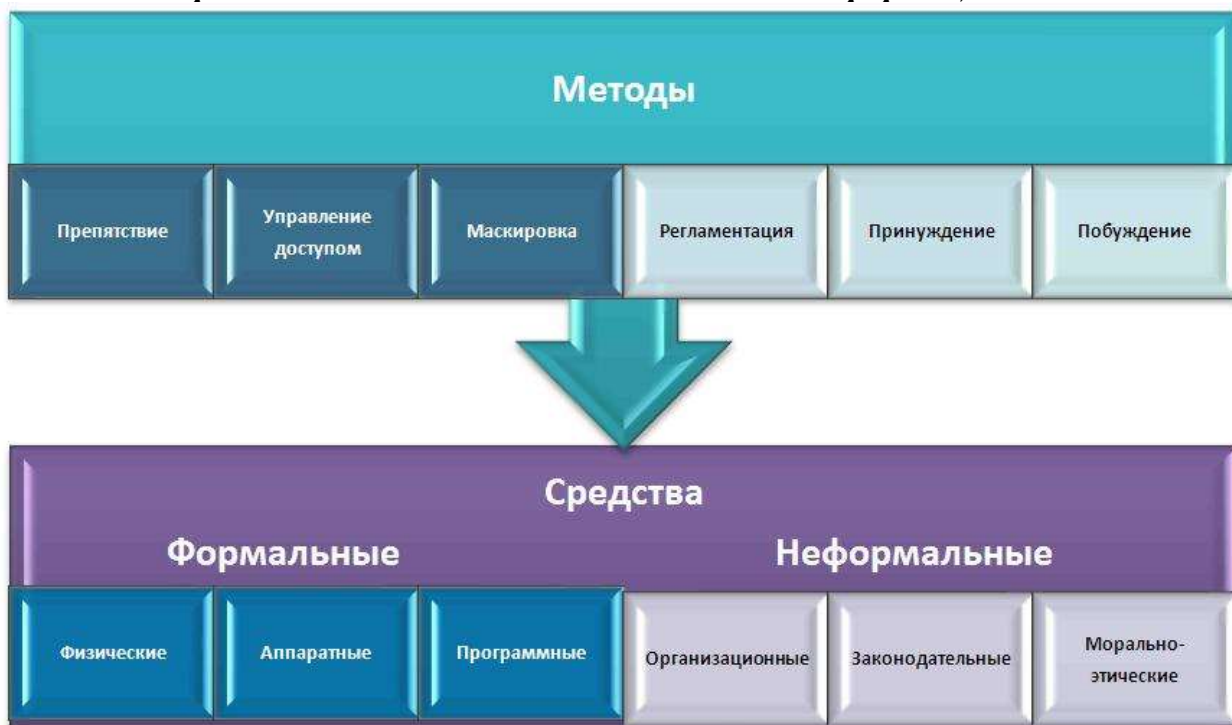 Методы
Препятствие
Управление
доступом
Маскировка
Регламентация
Принуждение
Побуждение
Средства
Формальные
Неформальные
Физические
Аппаратные
Программные
Организационные
Законодательные
Морально-
этические